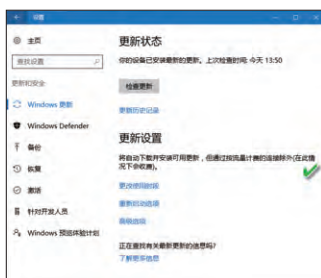 设置
主页
查找设置
更新和安全
Windows 更新
Windows Defender
备份
恢复
激活
针对开发人员
Windows 预览体验计划
更新状态
你的设备已安装最新的更新。上次检查时间: 今天 13:50
检查更新
更新历史记录
更新设置
将自动下载并安装可用更新，但通过按流量计费的连接除外(在此情
况下会收费)。
更改使用时段
重新启动选项
高级选项
正在查找有关最新更新的信息吗?
了解更多信息